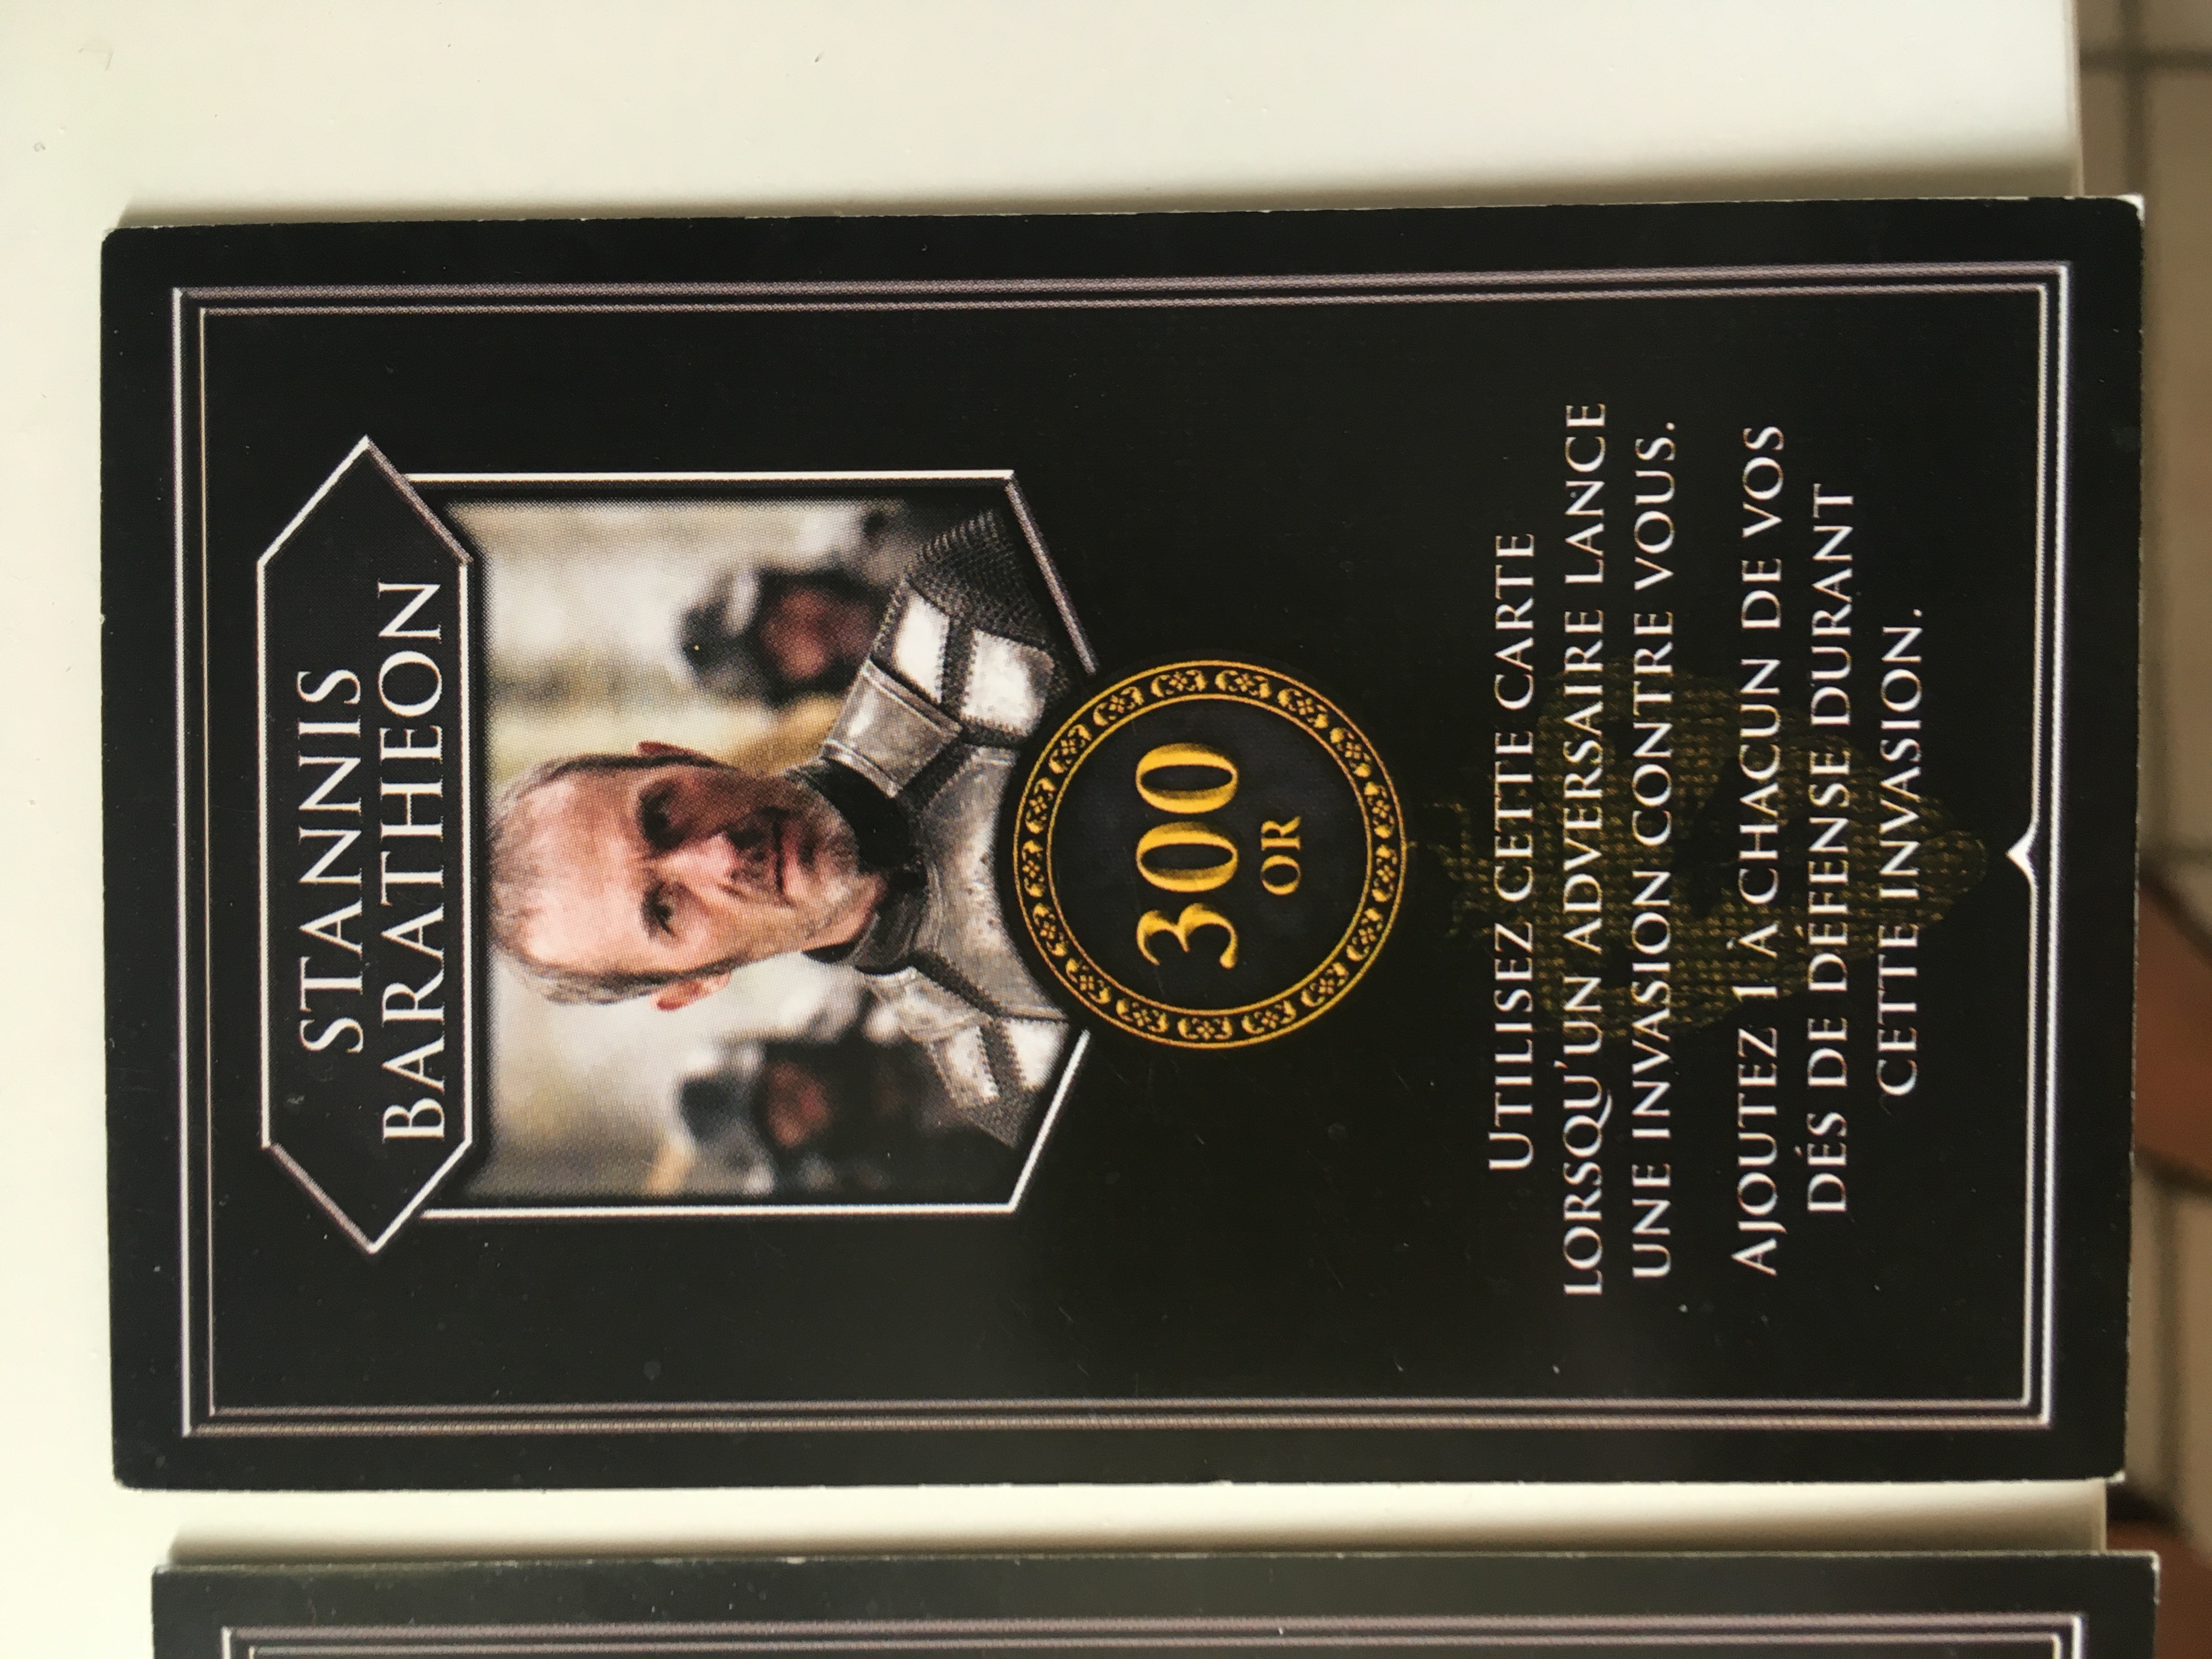 STANNIS
BARATHEON
300
OR
UTILISEZ CETTE CARTE
LORSQU'UN ADVERSAIRE LANCE
UNE INVASION CONTRE VOUS.
AJOUTEZ 1 À CHACUN DE VOS
DÉS DE DÉFENSE DURANT
CETTE INVASION.